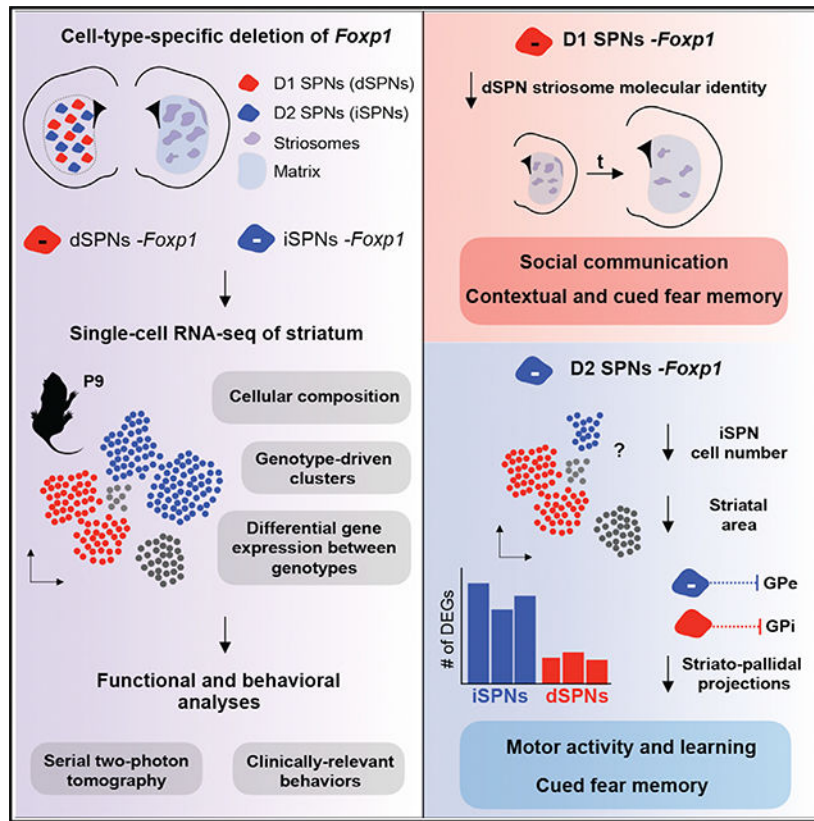 Cell-type-specific deletion of Foxp1
D1 SPNs (dSPNs)
D2 SPNs (iSPNs)
Striosomes
Matrix
- dSPNs -Foxp1
- iSPNs -Foxp1
Single-cell RNA-seq of striatum
P9
Cellular composition
Genotype-driven
clusters
Differential gene
expression between
genotypes
Functional and behavioral
analyses
Serial two-photon
tomography
Clinically-relevant
behaviors
- D1 SPNs -Foxp1
dSPN striosome molecular identity
t
Social communication
Contextual and cued fear memory
- D2 SPNs -Foxp1
?
iSPN
cell number
Striatal
area
# of DEGs
iSPNs
dSPNs
- GPe
GPi
Striato-pallidal
projections
Motor activity and learning
Cued fear memory